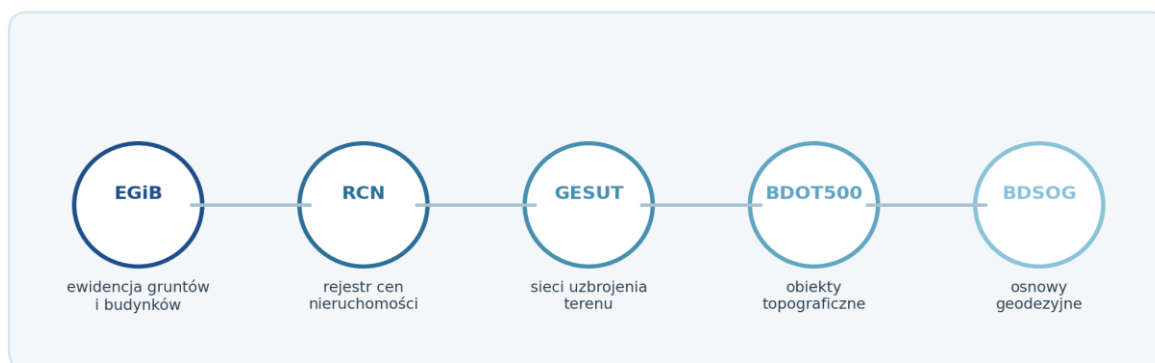 EGiB
RCN
GESUT
BDOT500
BDSOG
ewidencja gruntów
i budynków
rejestr cen
nieruchomości
sieci uzbrojenia
terenu
obiekty
topograficzne
osnowy
geodezyjne